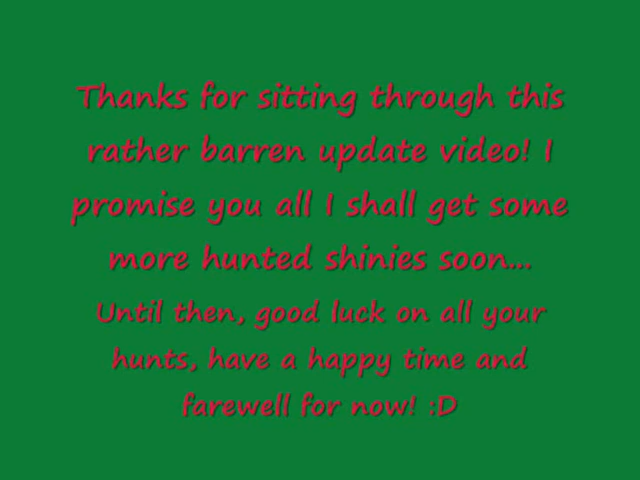 Thanks for sitting through this
rather barren update video! I
promise you all I shall get some
more hunted shinies soon...
Until then, good luck on all your
hunts, have a happy time and
farewell for now! :D